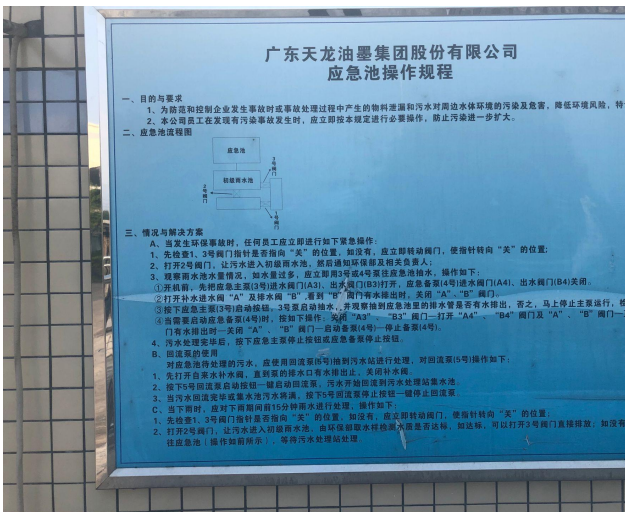 广东天龙油墨集团股份有限公司
应急池操作规程
一、目的与要求
1、为防范和控制企业发生事故时或事故处理过程中产生的物料泄漏和污水对周边水体环境的污染及危害，降低环境风险，特
2、本公司员工在发现有污染事故发生时，应立即按本规定进行必要操作，防止污染进一步扩大。
二、应急池流程图
应急池
初级雨水池
3号阀门
2号阀门
1号阀门
三、情况与解决方案
A、当发生环保事故时，任何员工应立即进行如下紧急操作：
1、先检查1、3号阀门指针是否指向“关”的位置，如没有，应立即转动阀门，使指针转向“关”的位置；
2、打开2号阀门，让污水进入初级雨水池，然后通知环保部及相关负责人；
3、观察雨水池水量情况，如水量过多，应立即用3号或4号泵往应急池抽水，操作如下：
①开机前，先把应急主泵(3号)进水阀门(A3)、出水阀门(B3)打开，应急备泵(4号)进水阀门(A4)、出水阀门(B4)关闭。
②打开补水进水阀“A”及排水阀“B”，看到“B”阀门有水排出时，关闭“A”、“B”阀门。
③按下应急主泵(3号)启动按钮，3号泵启动抽水，并观察抽到应急池里的排水管是否有水排出，否之，马上停止主泵运行，检
④当需要启动应急备泵(4号)时，按如下操作：关闭“A3”、“B3”阀门—打开“A4”、“B4”阀门及“A”、“B”阀门—
门有水排出时—关闭“A”、“B”阀门—启动备泵(4号)—停止备泵(4号)。
4、污水处理完毕后，按下应急主泵停止按钮或应急备泵停止按钮。
B、回流泵的使用
对应急池待处理的污水，应使用回流泵(5号)抽到污水站进行处理，对回流泵(5号)操作如下：
1、先打开自来水补水阀，直到泵的排水口有水排出止，关闭补水阀.
2、按下5号回流泵启动按钮一键启动回流泵，污水开始回流到污水处理站集水池.
3、当污水回流完毕或集水池污水将满，按下5号回流泵停止按钮一键停止回流泵.
C、当下雨时，应对下雨期间前15分钟雨水进行处理，操作如下：
1、先检查1、3号阀门指针是否指向“关”的位置，如没有，应立即转动阀门，使指针转向“关”的位置；
2、打开2号阀门，让污水进入初级雨水池，由环保部取水样检测水质是否达标，如达标，可以打开3号阀门直接排放；如没有
往应急池（操作如前所示），等待污水处理站处理.